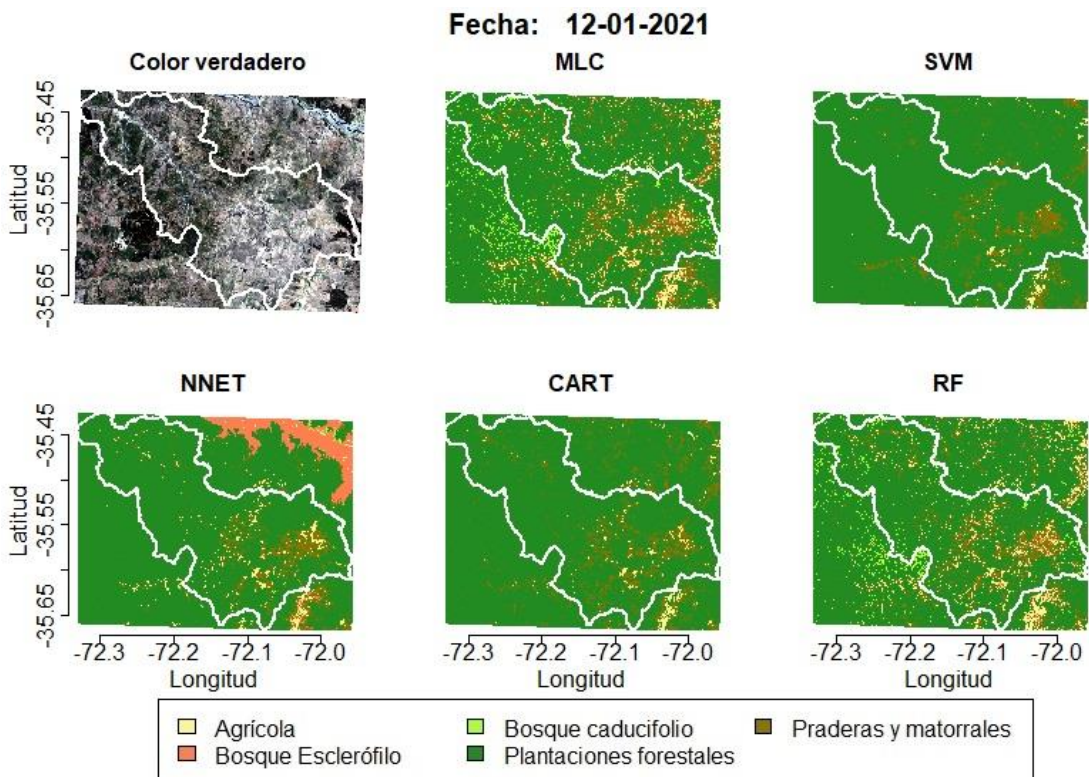 Fecha: 12-01-2021
Color verdadero
MLC
SVM
Latitud
-35.45
-35.55
-35.65
NNET
CART
RF
Latitud
-35.45
-35.55
-35.65
-72.3 -72.2 -72.1 -72.0
-72.3 -72.2 -72.1 -72.0
-72.3 -72.2 -72.1 -72.0
Longitud
Longitud
Longitud
Agrícola
Bosque caducifolio
Praderas y matorrales
Bosque Esclerófilo
Plantaciones forestales